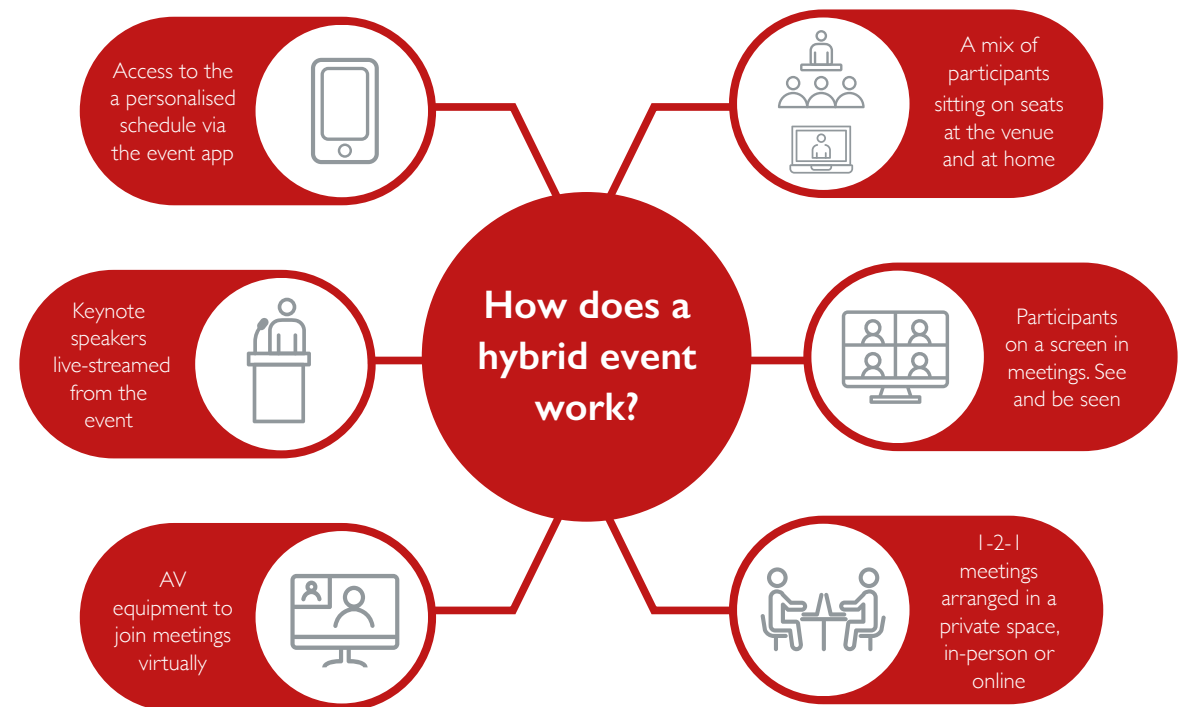 Access to the
a personalised
schedule via
the event app
A mix of
participants
sitting on seats
at the venue
and at home
Keynote
speakers
live-streamed
from the
event
How does a
hybrid event
work?
Participants
on a screen in
meetings. See
and be seen
AV
equipment to
join meetings
virtually
1-2-1
meetings
arranged in a
private space,
in-person or
online